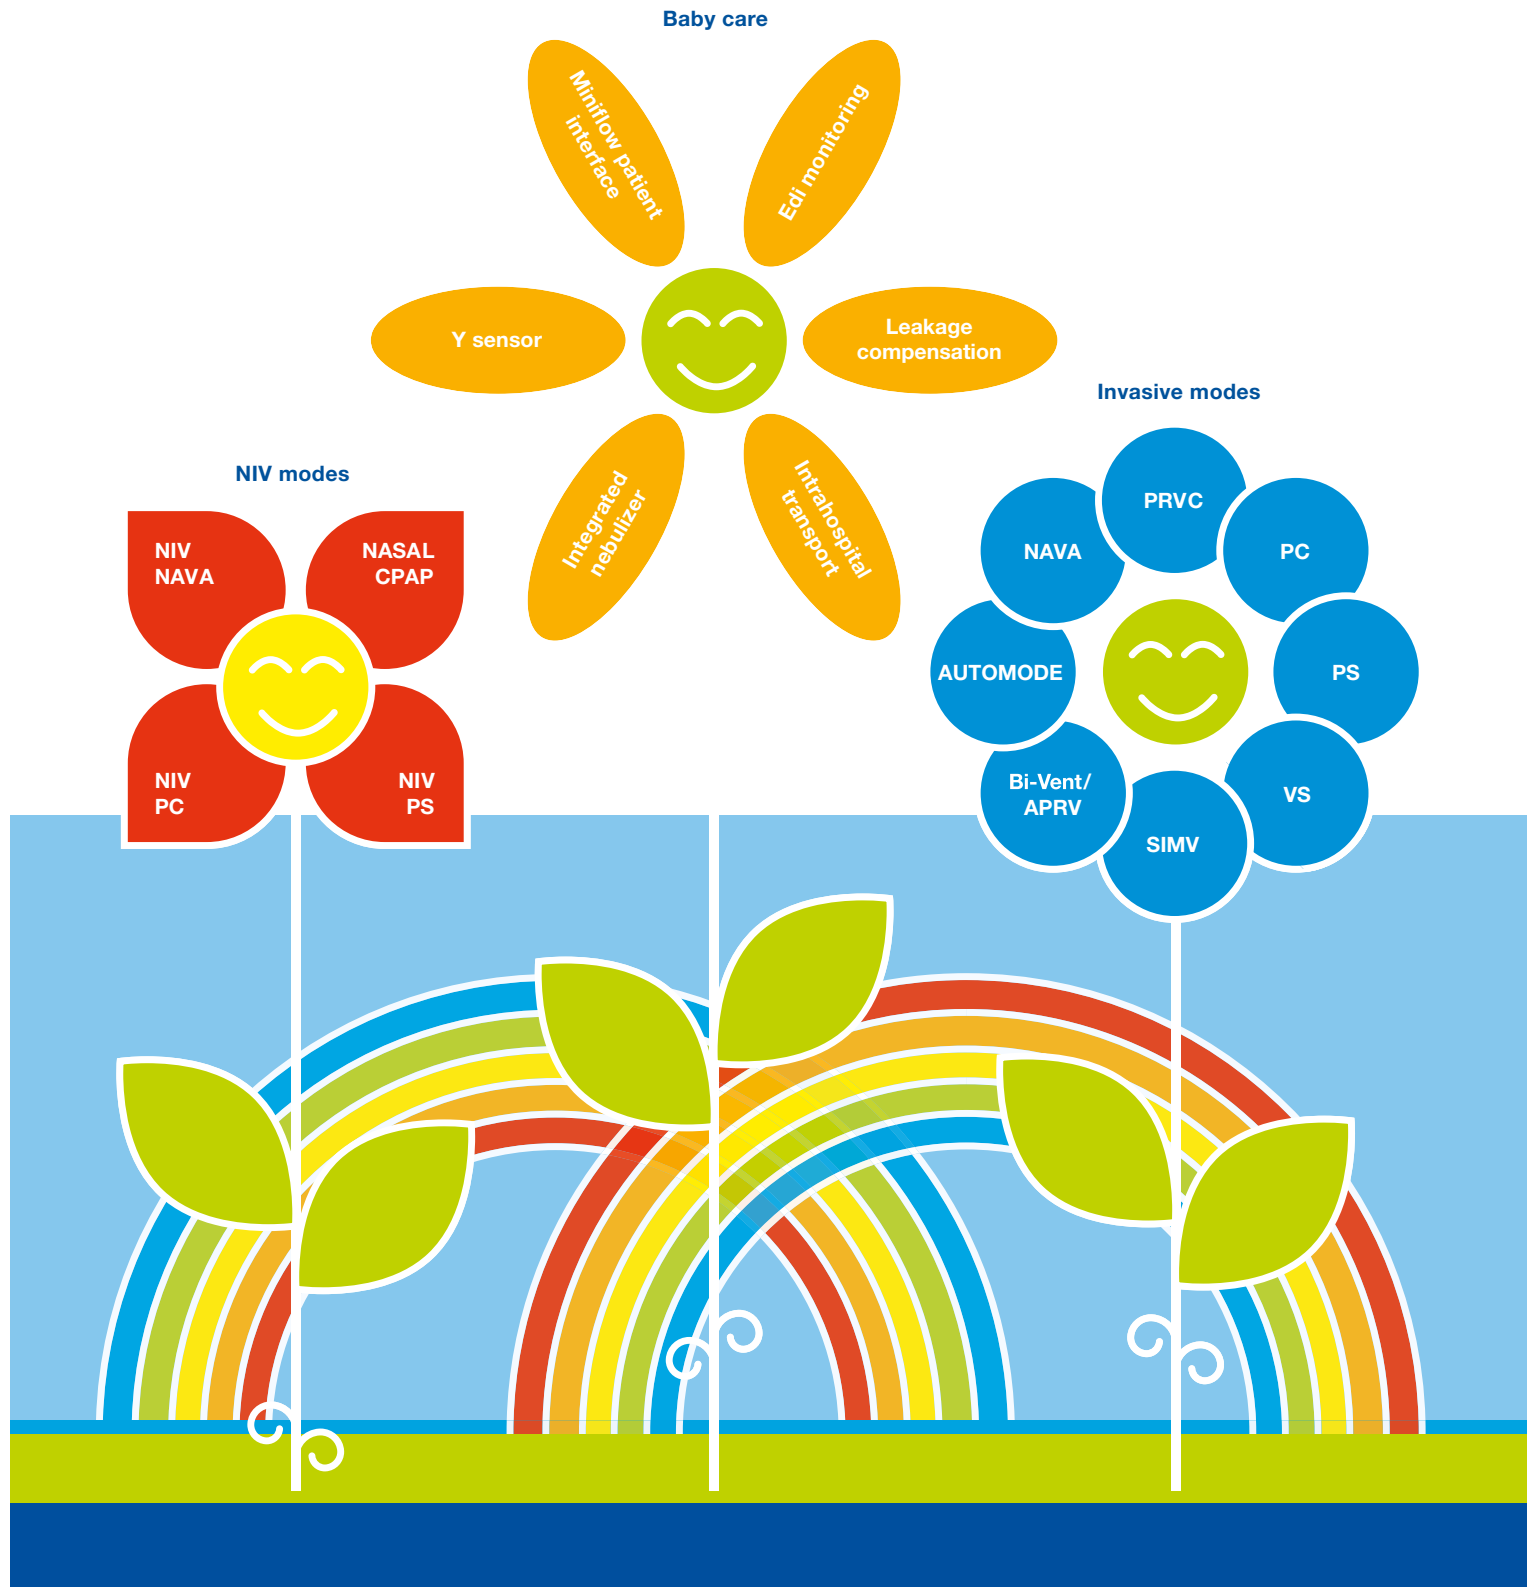 Baby care
Miniflow patient
interface
Edi monitoring
Y sensor
Leakage
compensation
Integrated
nebulizer
Intrahospital
transport
NIV modes
NIV
NAVA
NASAL
CPAP
NIV
PC
NIV
PS
Invasive modes
PRVC
NAVA
PC
AUTOMODE
PS
Bi-Vent/
APRV
VS
SIMV